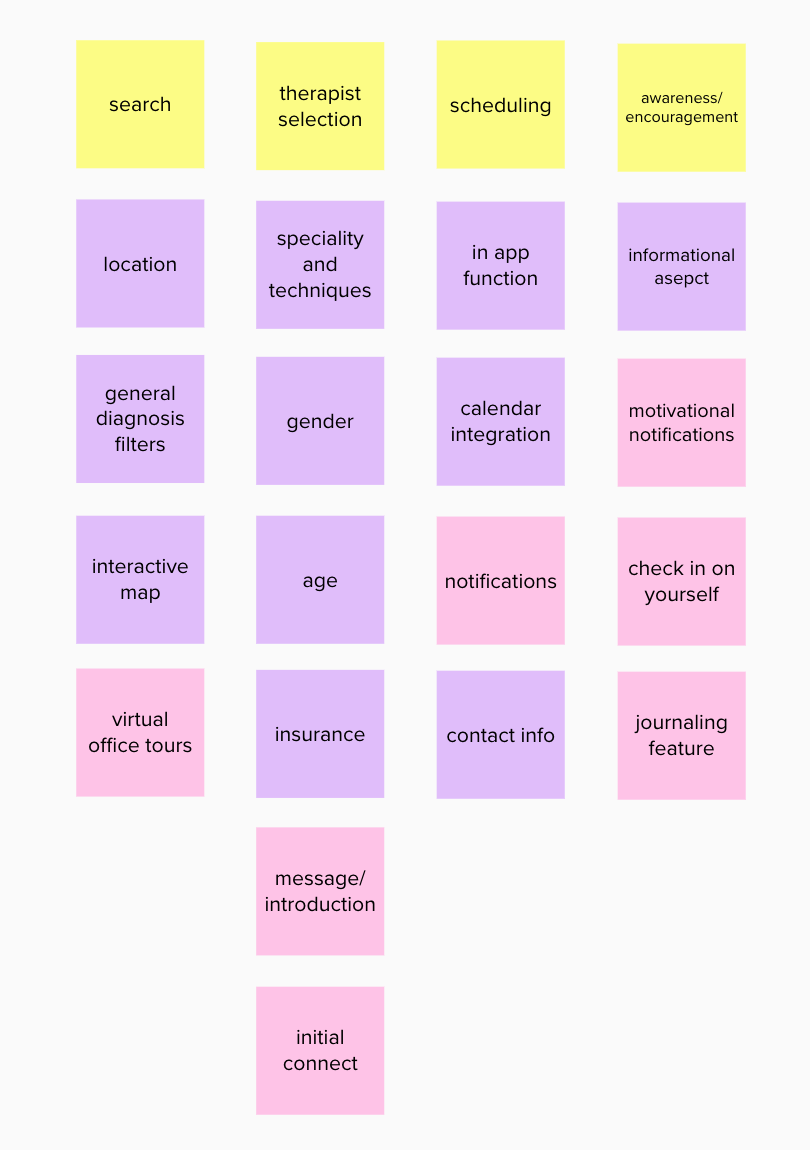 search
therapist
selection
scheduling
awareness/
encouragement
location
speciality
and
techniques
in app
function
informational
asepct
general
diagnosis
filters
gender
calendar
integration
motivational
notifications
interactive
map
age
notifications
check in on
yourself
virtual
office tours
insurance
contact info
journaling
feature
message/
introduction
initial
connect